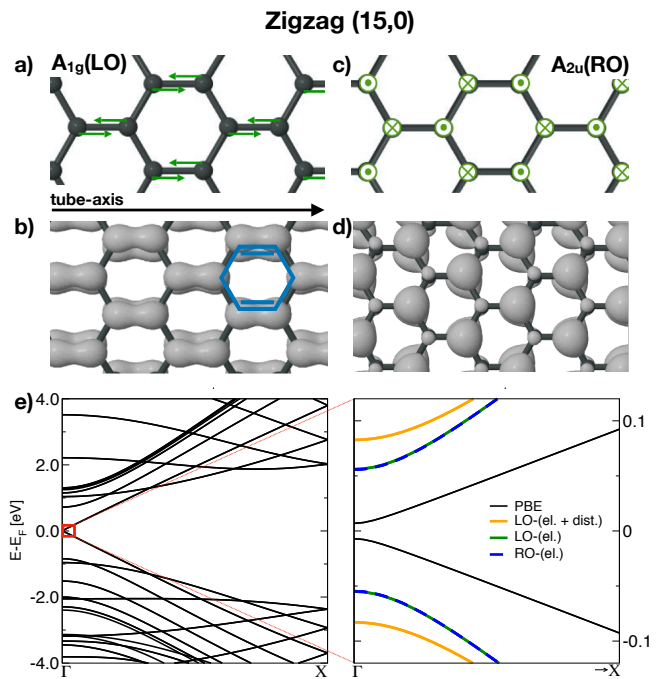 Zigzag (15,0)
a) A1g(LO)
c) A2u(RO)
tube-axis
b)
d)
e)
4.0
2.0
0.0
-2.0
-4.0
E-EF [eV]
Γ
X
0.1
0
-0.1
PBE
LO-(el. + dist.)
LO-(el.)
RO-(el.)
Γ
→X